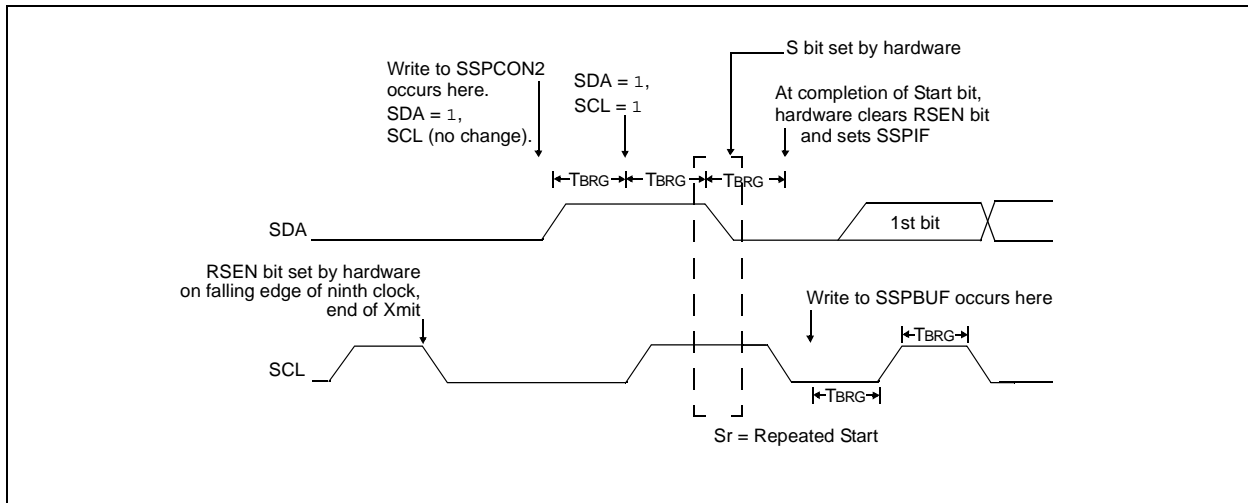 S bit set by hardware
Write to SSPCON2
occurs here.
SDA = 1,
SCL (no change).
SDA = 1,
SCL = 1
At completion of Start bit,
hardware clears RSEN bit
and sets SSPIF
TBRG
TBRG
TBRG
SDA
1st bit
RSEN bit set by hardware
on falling edge of ninth clock,
end of Xmit
Write to SSPBUF occurs here
TBRG
SCL
TBRG
Sr = Repeated Start